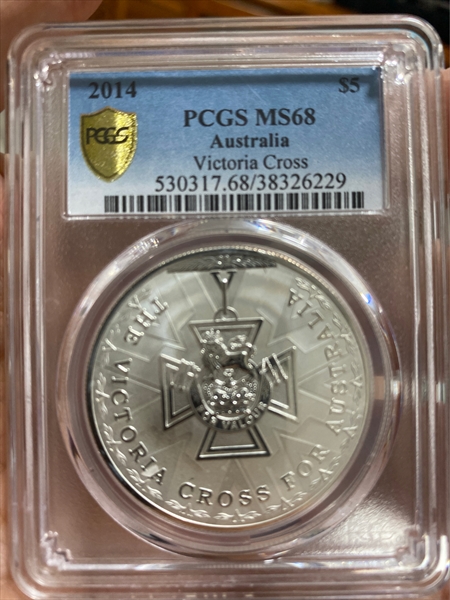 2014 $5
PCGS PCGS MS68
Australia
Victoria Cross
530317.68/38326229
THE VICTORIA CROSS FOR AUSTRALIA
FOR VALOUR